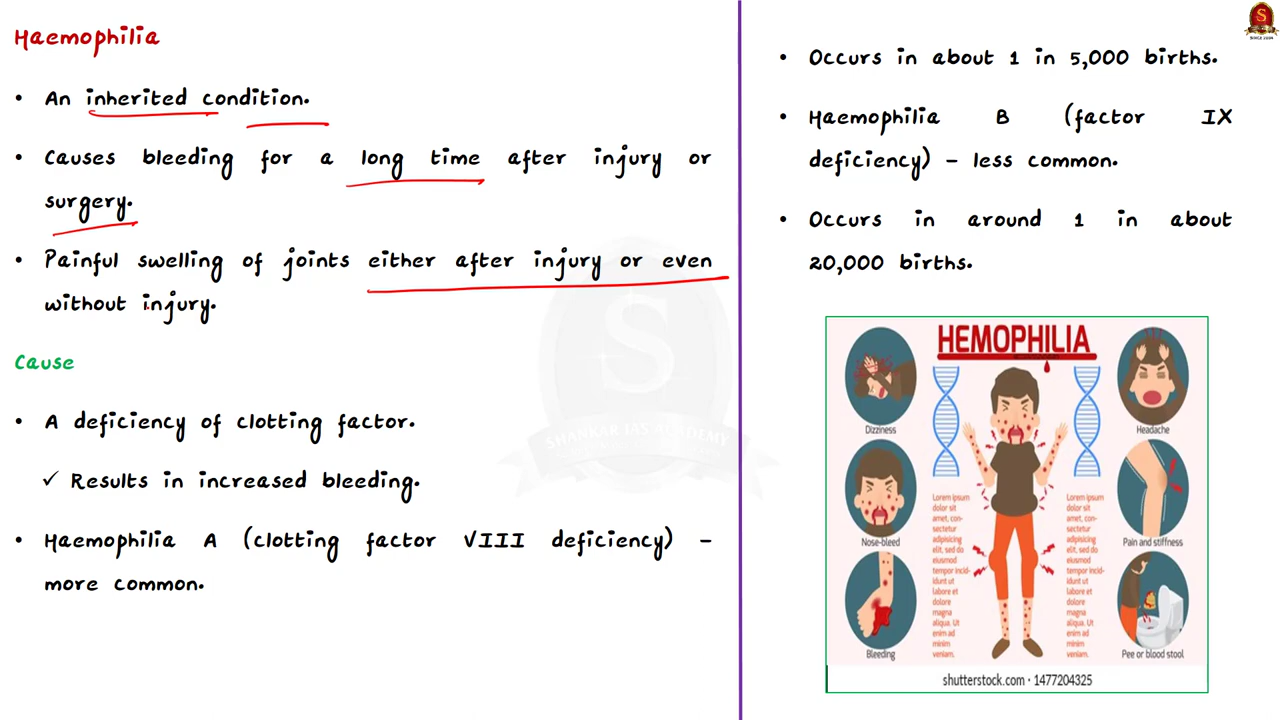 Haemophilia
• An inherited condition.
• Causes bleeding for a long time after injury or
surgery.
• Painful swelling of joints either after injury or even
without injury.
Cause
• A deficiency of clotting factor.
✓ Results in increased bleeding.
• Haemophilia A (clotting factor VIII deficiency) –
more common.
• Occurs in about 1 in 5,000 births.
• Haemophilia B (factor IX
deficiency) – less common.
• Occurs in around 1 in about
20,000 births.
HEMOPHILIA
Dizziness
Nose-bleed
Bleeding
Lorem ipsum
dolor sit
amet, con-
sectetur
adipisicing
elit, sed do
eiusmod
tempor incid-
idunt ut
labore et
dolore
magna
aliqua. Ut
enim ad
minim
veniam.
Lorem ipsum
dolor sit
amet, con-
sectetur
adipisicing
elit, sed do
eiusmod
tempor incid-
idunt ut
labore et
dolore
magna
aliqua. Ut
enim ad
minim
veniam.
Headache
Pain and stiffness
Pee or blood stool
shutterstock.com · 1477204325
S
SHANKAR IAS ACADEMY
SINCE 2004